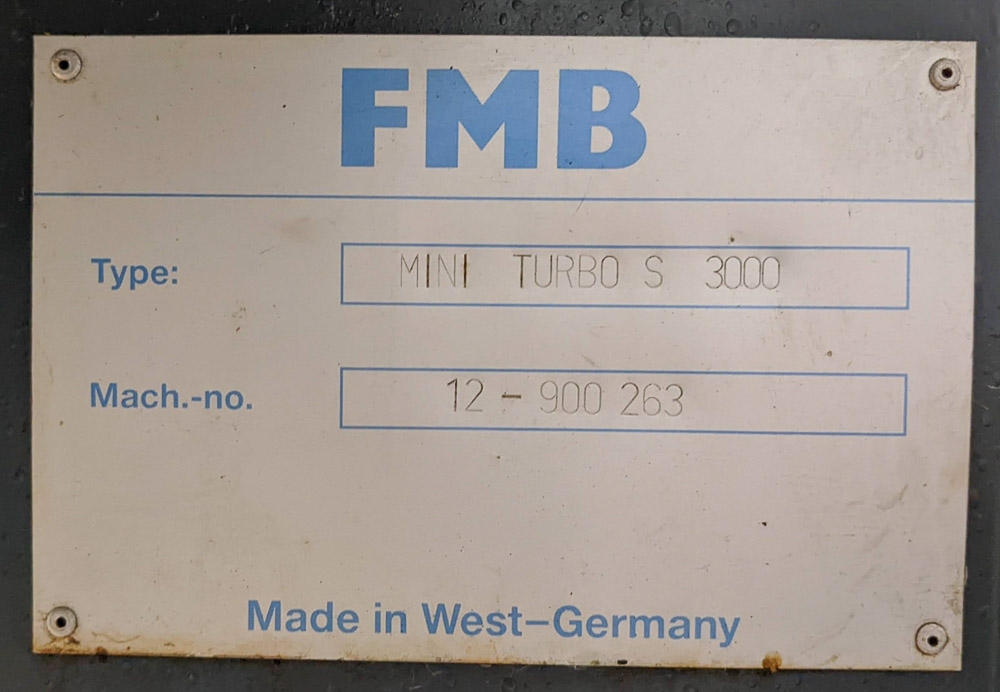 FMB
Type: MINI TURBO S 3000
Mach.-no. 12 - 900 263
Made in West-Germany